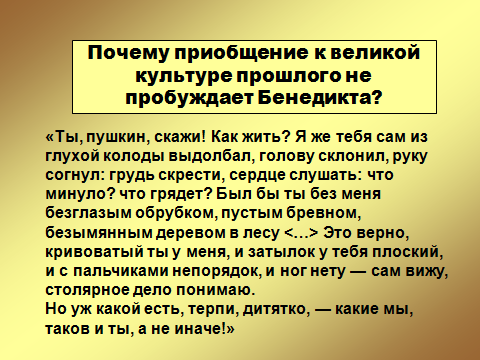 Почему приобщение к великой
культуре прошлого не
пробуждает Бенедикта?
«Ты, пушкин, скажи! Как жить? Я же тебя сам из
глухой колоды выдолбал, голову склонил, руку
согнул: грудь скрести, сердце слушать: что
минуло? что грядет? Был бы ты без меня
безглазым обрубком, пустым бревном,
безымянным деревом в лесу <...> Это верно,
кривоватый ты у меня, и затылок у тебя плоский,
и с пальчиками непорядок, и ног нету — сам вижу,
столярное дело понимаю.
Но уж какой есть, терпи, дитятко, — какие мы,
таков и ты, а не иначе!»